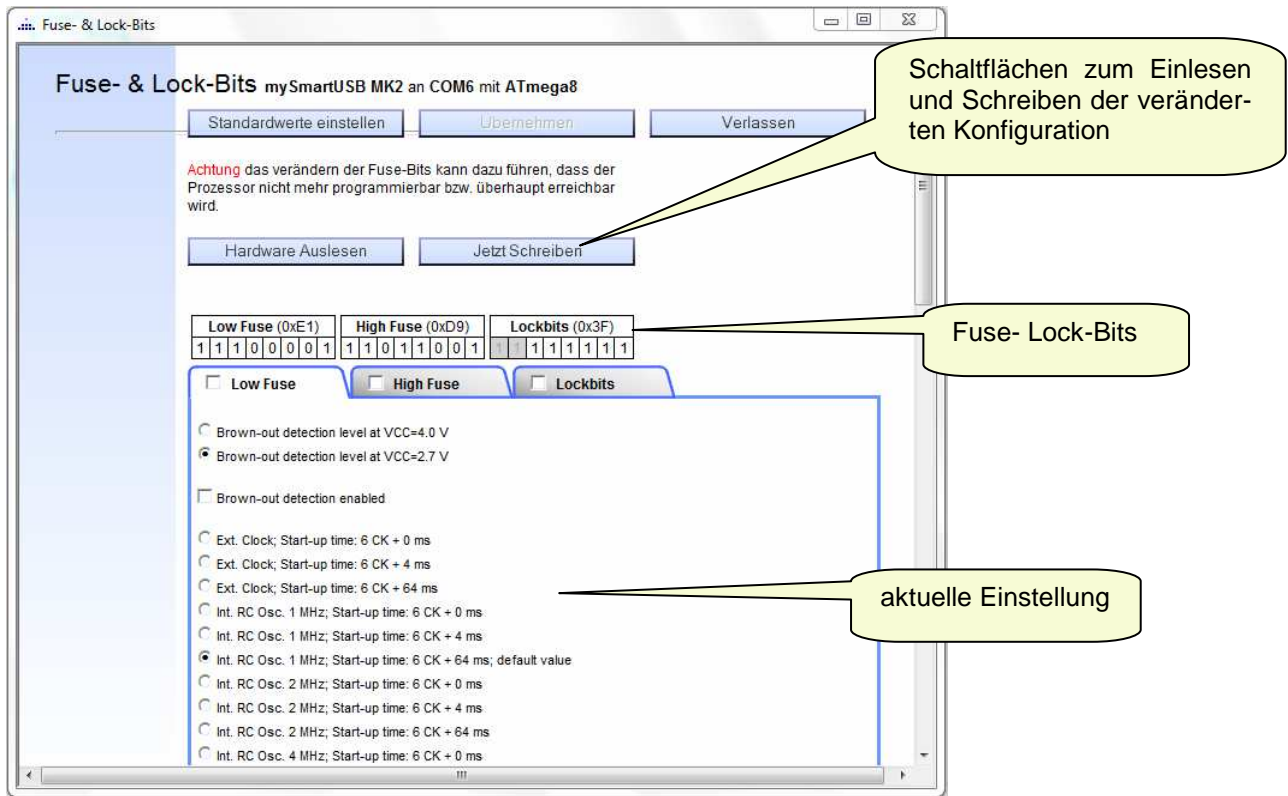 Fuse- & Lock-Bits
Fuse- & Lock-Bits mySmartUSB MK2 an COM6 mit ATmega8
Standardwerte einstellen
Übernehmen
Verlassen
Achtung das verändern der Fuse-Bits kann dazu führen, dass der
Prozessor nicht mehr programmierbar bzw. überhaupt erreichbar
wird.
Hardware Auslesen
Jetzt Schreiben
Schaltflächen zum Einlesen
und Schreiben der veränder-
ten Konfiguration
Low Fuse (0xE1)
1 1 1 0 0 0 0 1
High Fuse (0xD9)
1 1 0 1 1 0 0 1
Lockbits (0x3F)
1 1 1 1 1 1 1 1
Fuse- Lock-Bits
Low Fuse
High Fuse
Lockbits
Brown-out detection level at VCC=4.0 V
Brown-out detection level at VCC=2.7 V
Brown-out detection enabled
Ext. Clock; Start-up time: 6 CK + 0 ms
Ext. Clock; Start-up time: 6 CK + 4 ms
Ext. Clock; Start-up time: 6 CK + 64 ms
Int. RC Osc. 1 MHz; Start-up time: 6 CK + 0 ms
Int. RC Osc. 1 MHz; Start-up time: 6 CK + 4 ms
Int. RC Osc. 1 MHz; Start-up time: 6 CK + 64 ms; default value
Int. RC Osc. 2 MHz; Start-up time: 6 CK + 0 ms
Int. RC Osc. 2 MHz; Start-up time: 6 CK + 4 ms
Int. RC Osc. 2 MHz; Start-up time: 6 CK + 64 ms
Int. RC Osc. 4 MHz; Start-up time: 6 CK + 0 ms
aktuelle Einstellung